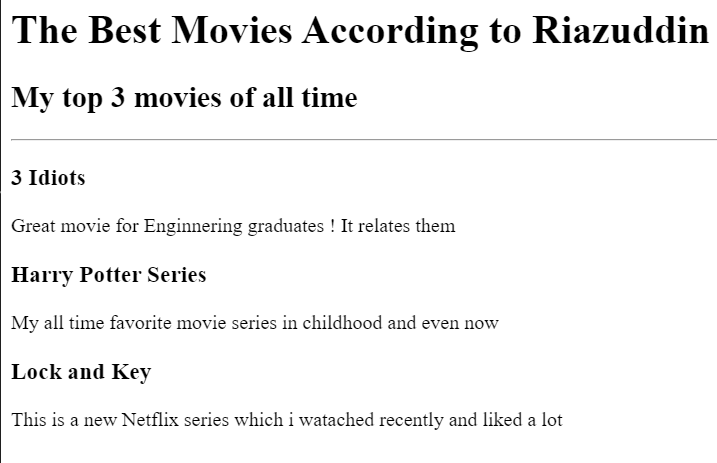 The Best Movies According to Riazuddin
My top 3 movies of all time
3 Idiots
Great movie for Enginnering graduates ! It relates them
Harry Potter Series
My all time favorite movie series in childhood and even now
Lock and Key
This is a new Netflix series which i watached recently and liked a lot